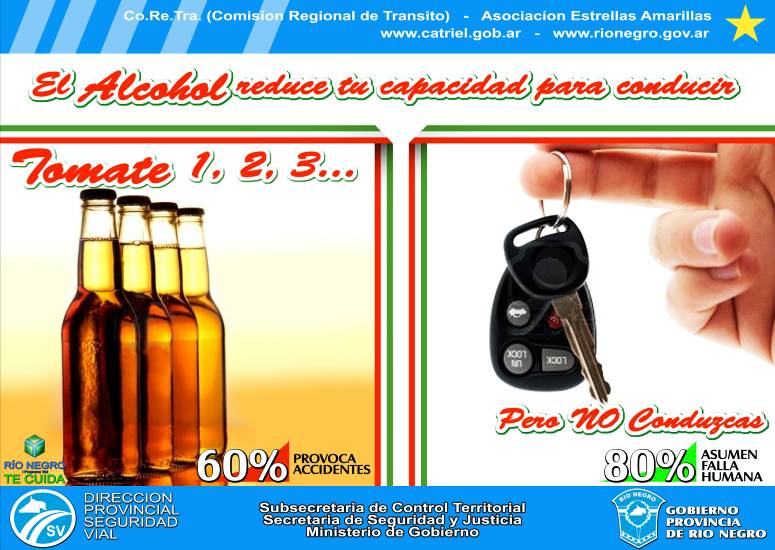 Co.Re.Tra. (Comision Regional de Transito) - Asociacíon Estrellas Amarillas
www.catriel.gob.ar - www.rionegro.gov.ar
El Alcohol reduce tu capacidad para conducir
Tomate 1, 2, 3...
LOCK
UN
LOCK
Pero NO Conduzcas
RÍO NEGRO
TE CUIDA
60% PROVOCA
ACCIDENTES
80% ASUMEN
FALLA
HUMANA
SV
DIRECCION
PROVINCIAL
SEGURIDAD
VIAL
Subsecretaria de Control Territorial
Secretaria de Seguridad y Justicia
Ministerio de Gobierno
RIO NEGRO
GOBIERNO
PROVINCIA
DE RIO NEGRO